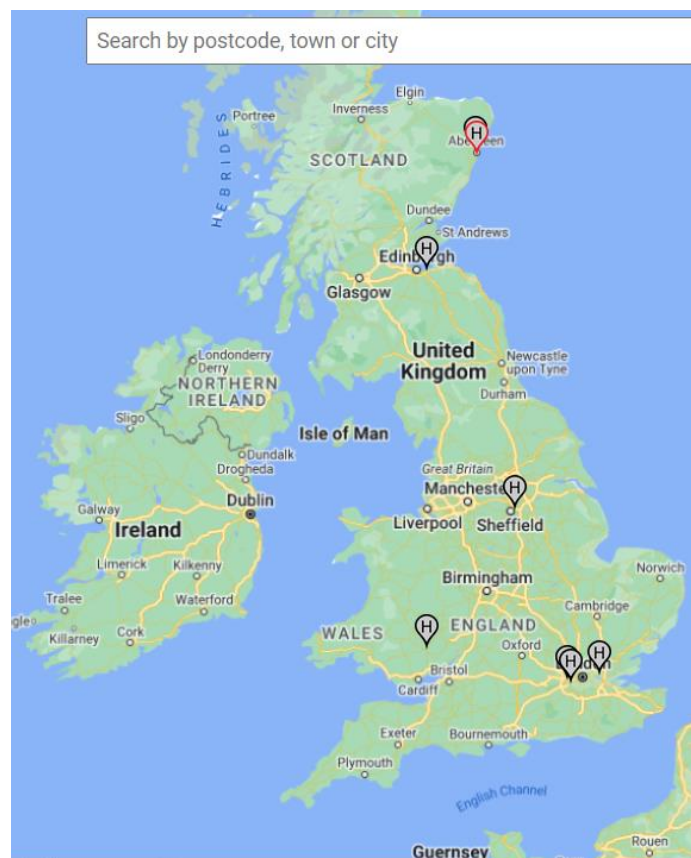 Search by postcode, town or city
Elgin
Inverness
Portree
HEBRIDES
H
SCOTLAND
Dundee
St Andrews
H
Edinburgh
Glasgow
United
Kingdom
Newcastle
upon Tyne
Durham
Londonderry
Derry
NORTHERN
IRELAND
Sligo
Isle of Man
Dundalk
Drogheda
Great Britain
Manchester
H
Galway
Dublin
Liverpool
Sheffield
Ireland
Limerick
Kilkenny
Norwich
Birmingham
Tralee
Waterford
Cambridge
Killarney
Cork
WALES
H
ENGLAND
Oxford
H
H
Bristol
Cardiff
Exeter
Bournemouth
Plymouth
English Channel
Rouen
Guernsey